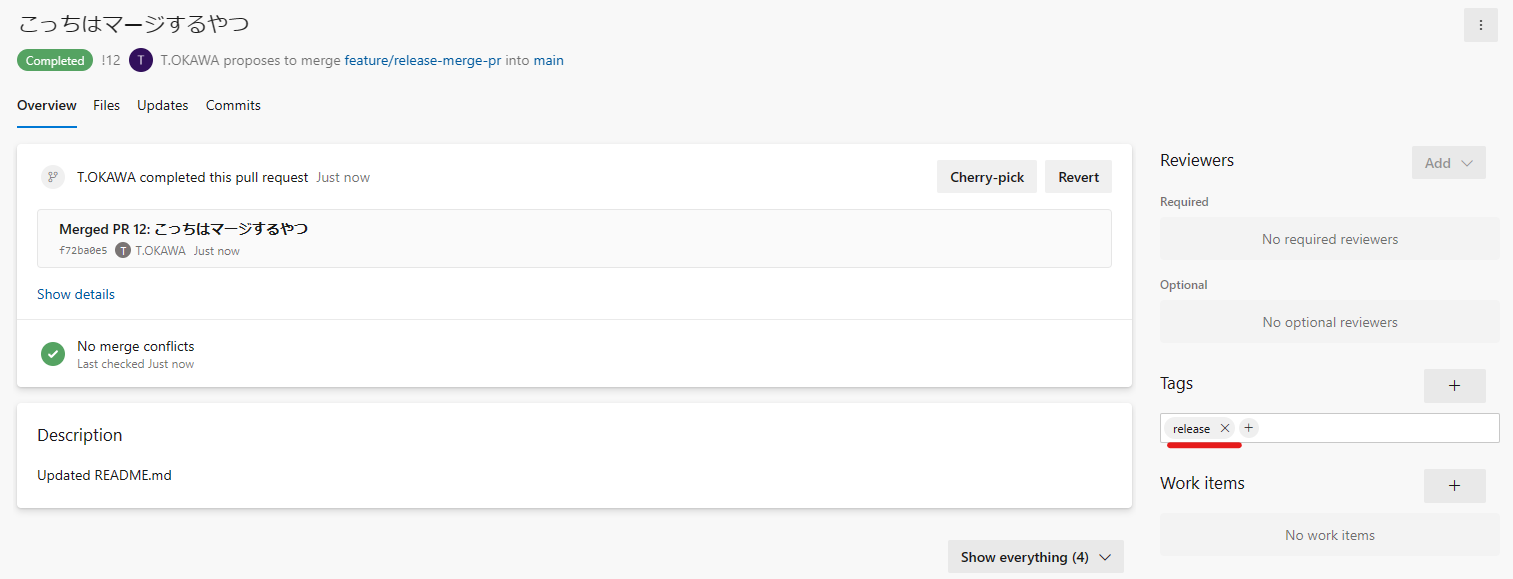 こっちはマージするやつ
Completed !12 T T.OKAWA proposes to merge feature/release-merge-pr into main
Overview Files Updates Commits
T.OKAWA completed this pull request Just now
Cherry-pick Revert
Merged PR 12: こっちはマージするやつ
f72ba0e5 T T.OKAWA Just now
Show details
No merge conflicts
Last checked Just now
Description
Updated README.md
Show everything (4)
Reviewers
Add
Required
No required reviewers
Optional
No optional reviewers
Tags
release
Work items
No work items